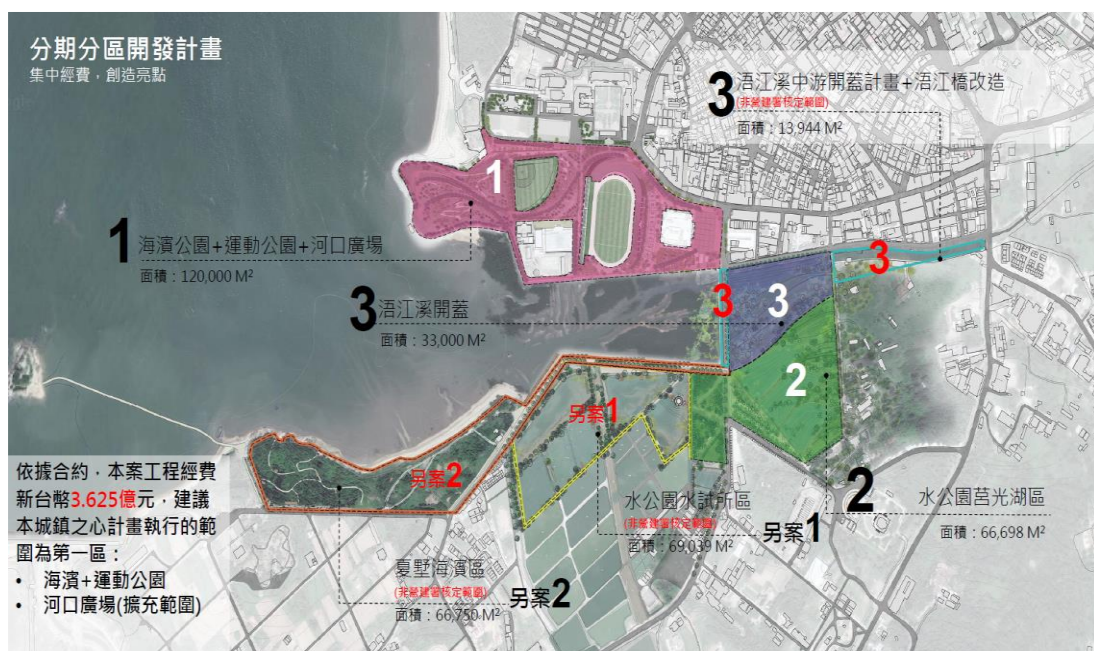 分期分區開發計畫
集中經費，創造亮點
3 浯江溪中游開蓋計畫+浯江橋改造
(非營建署核定範圍)
面積：13,944 M²
1
1 海濱公園+運動公園+河口廣場
面積：120,000 M²
3
3 浯江溪開蓋
面積：33,000 M²
3
3
2
另案1
另案2
依據合約，本案工程經費
新台幣3.625億元，建議
本城鎮之心計畫執行的範
圍為第一區：
• 海濱+運動公園
• 河口廣場(擴充範圍)
夏墅海濱區
(非營建署核定範圍)
面積：66,750 M²
另案2
水公園水試所區
(非營建署核定範圍)
面積：69,039 M²
另案1
2 水公園莒光湖區
面積：66,698 M²